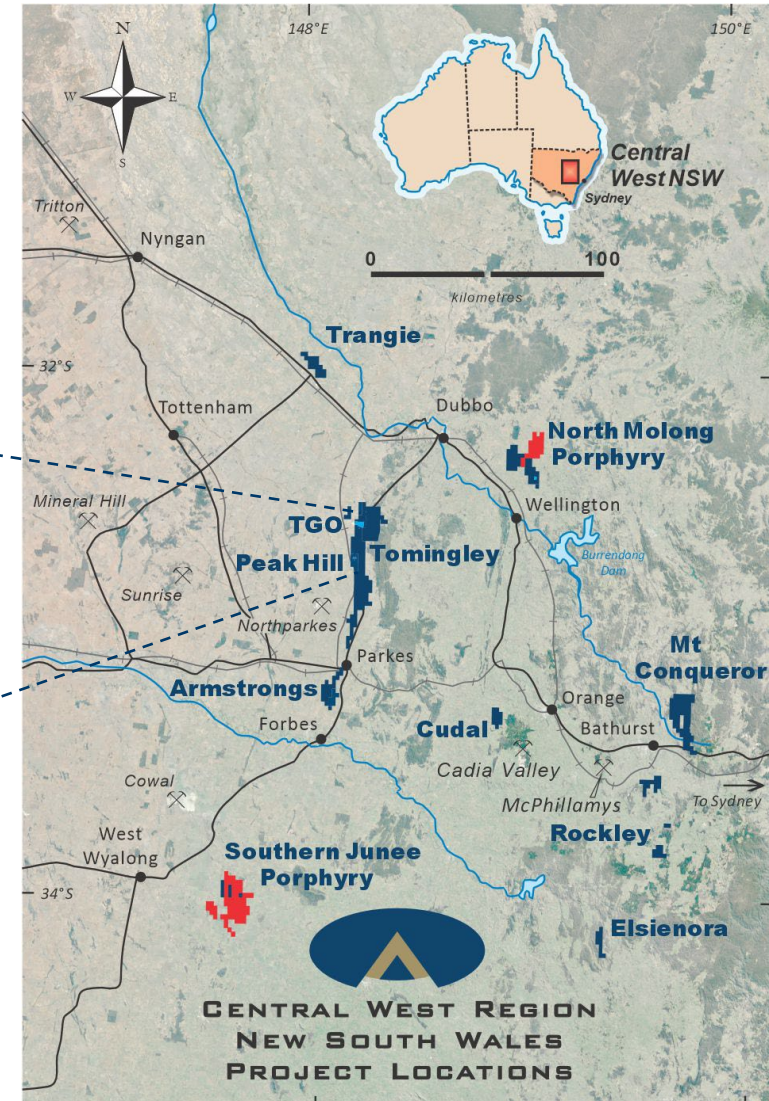 148°E
150°E
N
W
E
S
Central
West NSW
Sydney
Tritton
Nyngan
0
100
kilometres
Trangie
32°S
Tottenham
Dubbo
North Molong
Porphyry
Mineral Hill
Wellington
TGO
Tomingley
Peak Hill
Burrendong
Dam
Sunrise
Northparkes
Parkes
Mt
Conqueror
Armstrongs
Orange
Cudal
Bathurst
Forbes
Cadia Valley
Cowal
McPhillamys
To Sydney
West
Wyalong
Rockley
Southern Junee
Porphyry
34°S
Elsienora
CENTRAL WEST REGION
NEW SOUTH WALES
PROJECT LOCATIONS